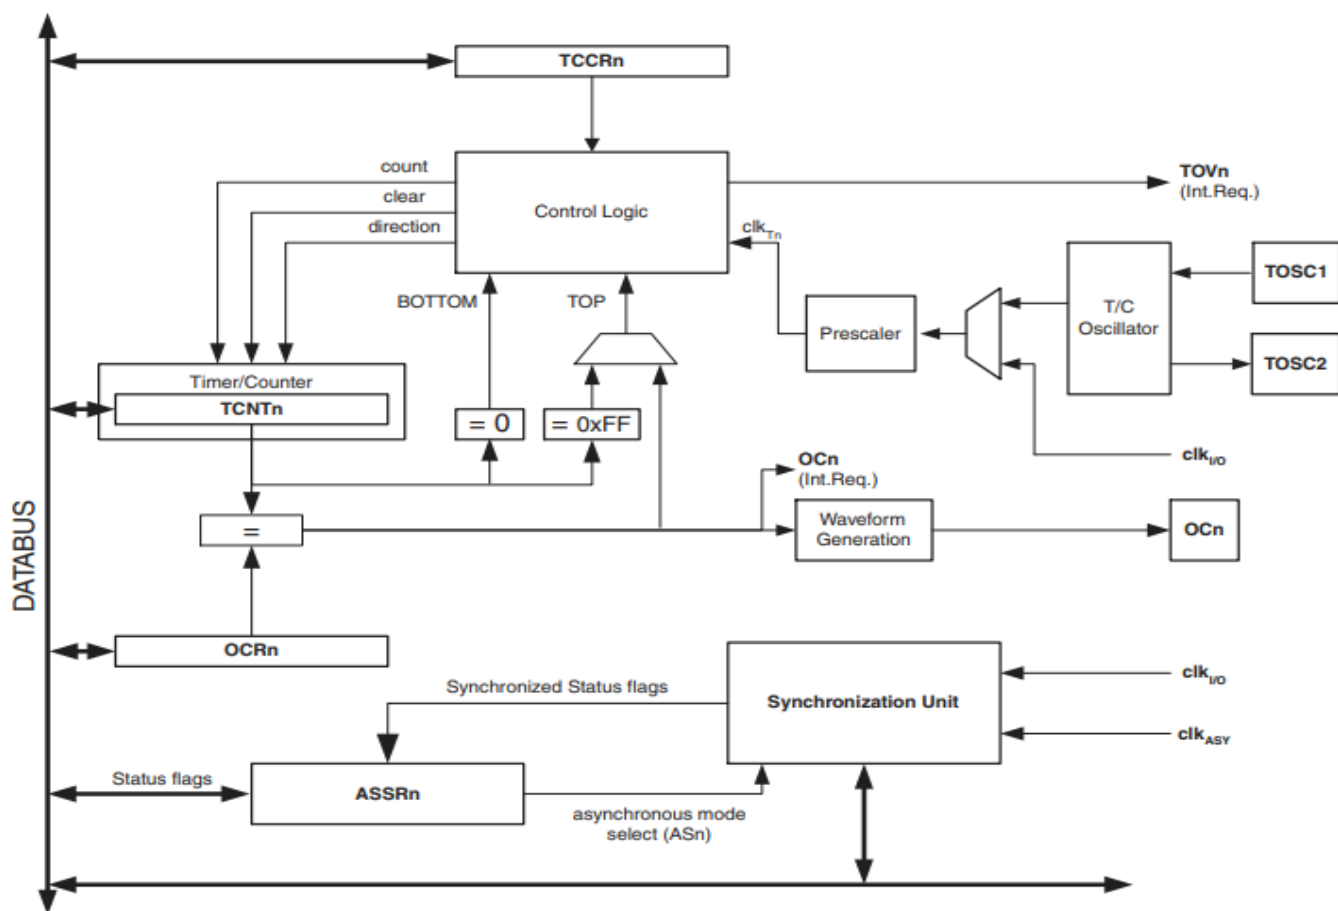 TCCRn
count
clear
direction
Control Logic
TOVn
(Int.Req.)
clkTn
BOTTOM
TOP
Prescaler
T/C
Oscillator
TOSC1
TOSC2
Timer/Counter
TCNTn
= 0
= 0xFF
clkI/O
OCn
(Int.Req.)
=
Waveform
Generation
OCn
DATABUS
OCRn
Synchronized Status flags
Synchronization Unit
clkI/O
clkASY
Status flags
ASSRn
asynchronous mode
select (ASn)